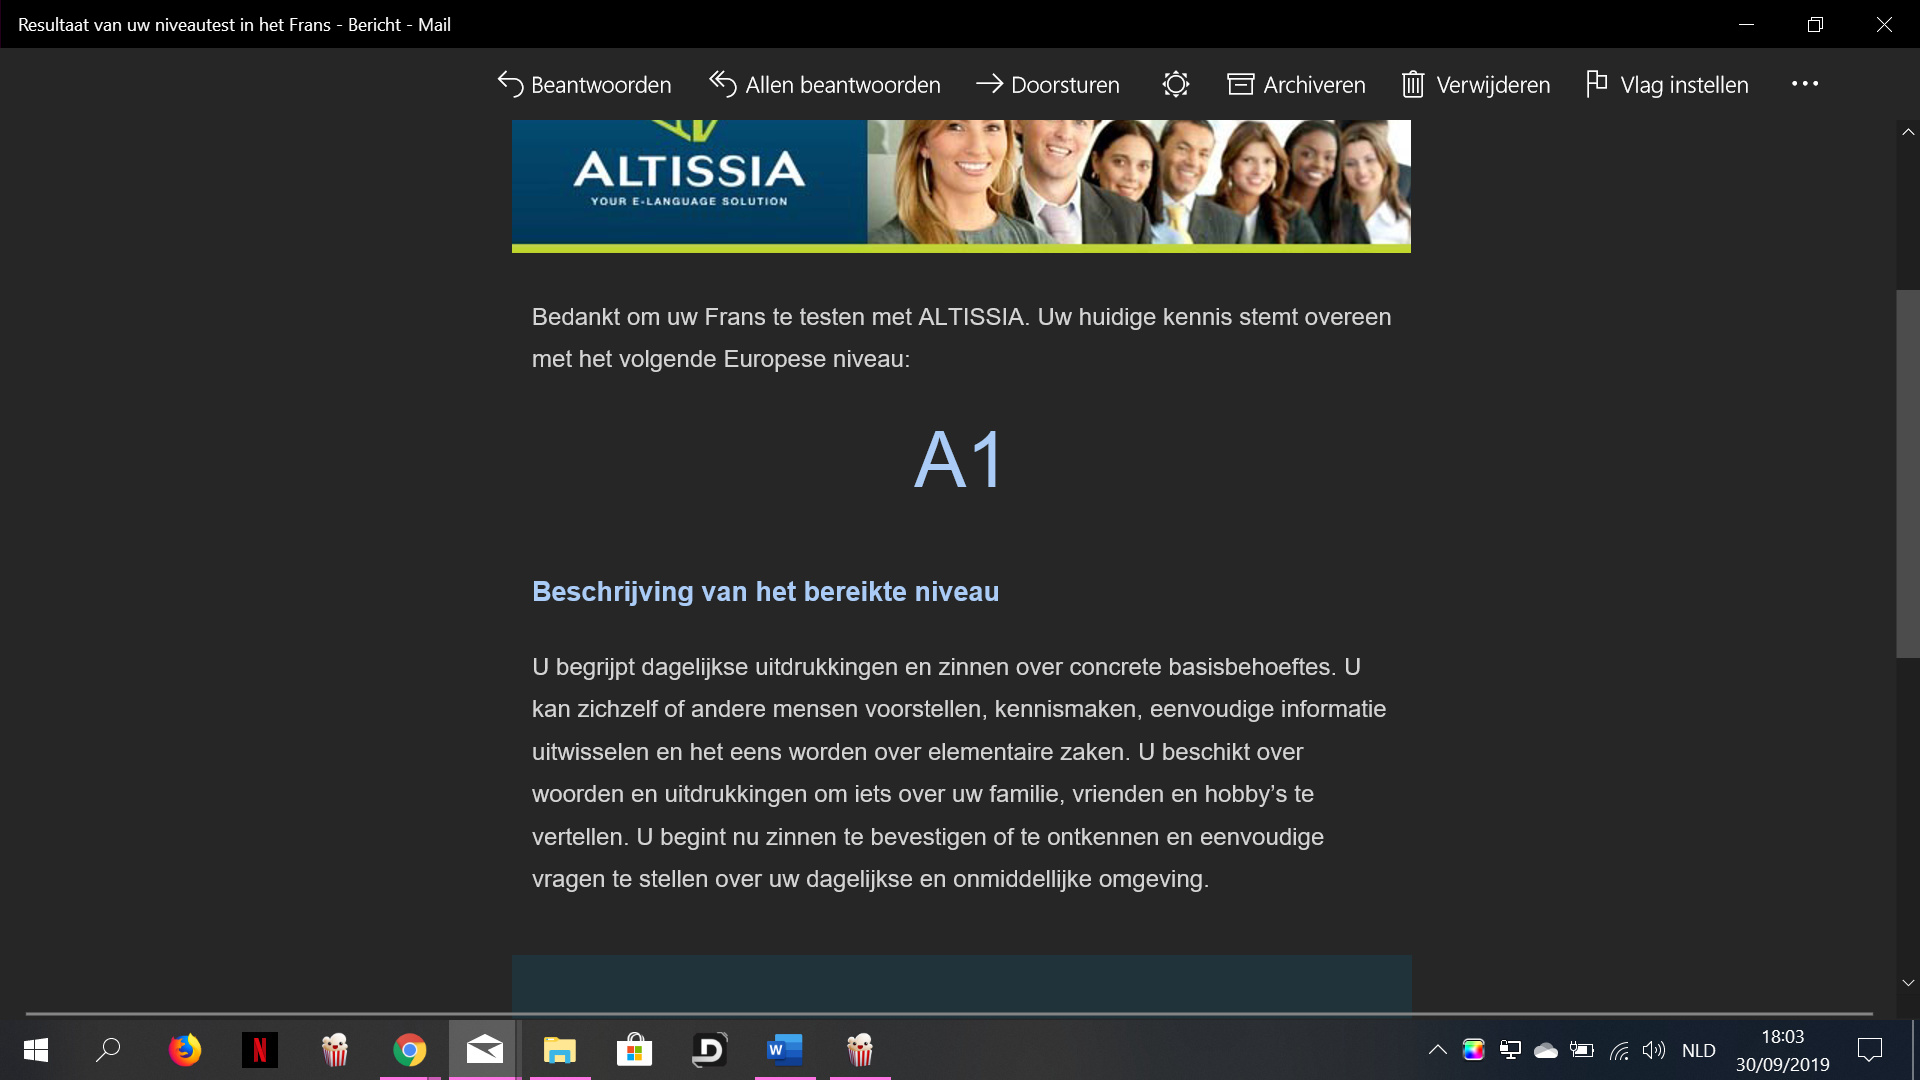 Resultaat van uw niveautest in het Frans - Bericht - Mail
Beantwoorden
Allen beantwoorden
Doorsturen
Archiveren
Verwijderen
Vlag instellen
ALTISSIA
YOUR E-LANGUAGE SOLUTION
Bedankt om uw Frans te testen met ALTISSIA. Uw huidige kennis stemt overeen
met het volgende Europese niveau:
A1
Beschrijving van het bereikte niveau
U begrijpt dagelijkse uitdrukkingen en zinnen over concrete basisbehoeftes. U
kan zichzelf of andere mensen voorstellen, kennismaken, eenvoudige informatie
uitwisselen en het eens worden over elementaire zaken. U beschikt over
woorden en uitdrukkingen om iets over uw familie, vrienden en hobby’s te
vertellen. U begint nu zinnen te bevestigen of te ontkennen en eenvoudige
vragen te stellen over uw dagelijkse en onmiddellijke omgeving.
N
D
W
NLD
18:03
30/09/2019